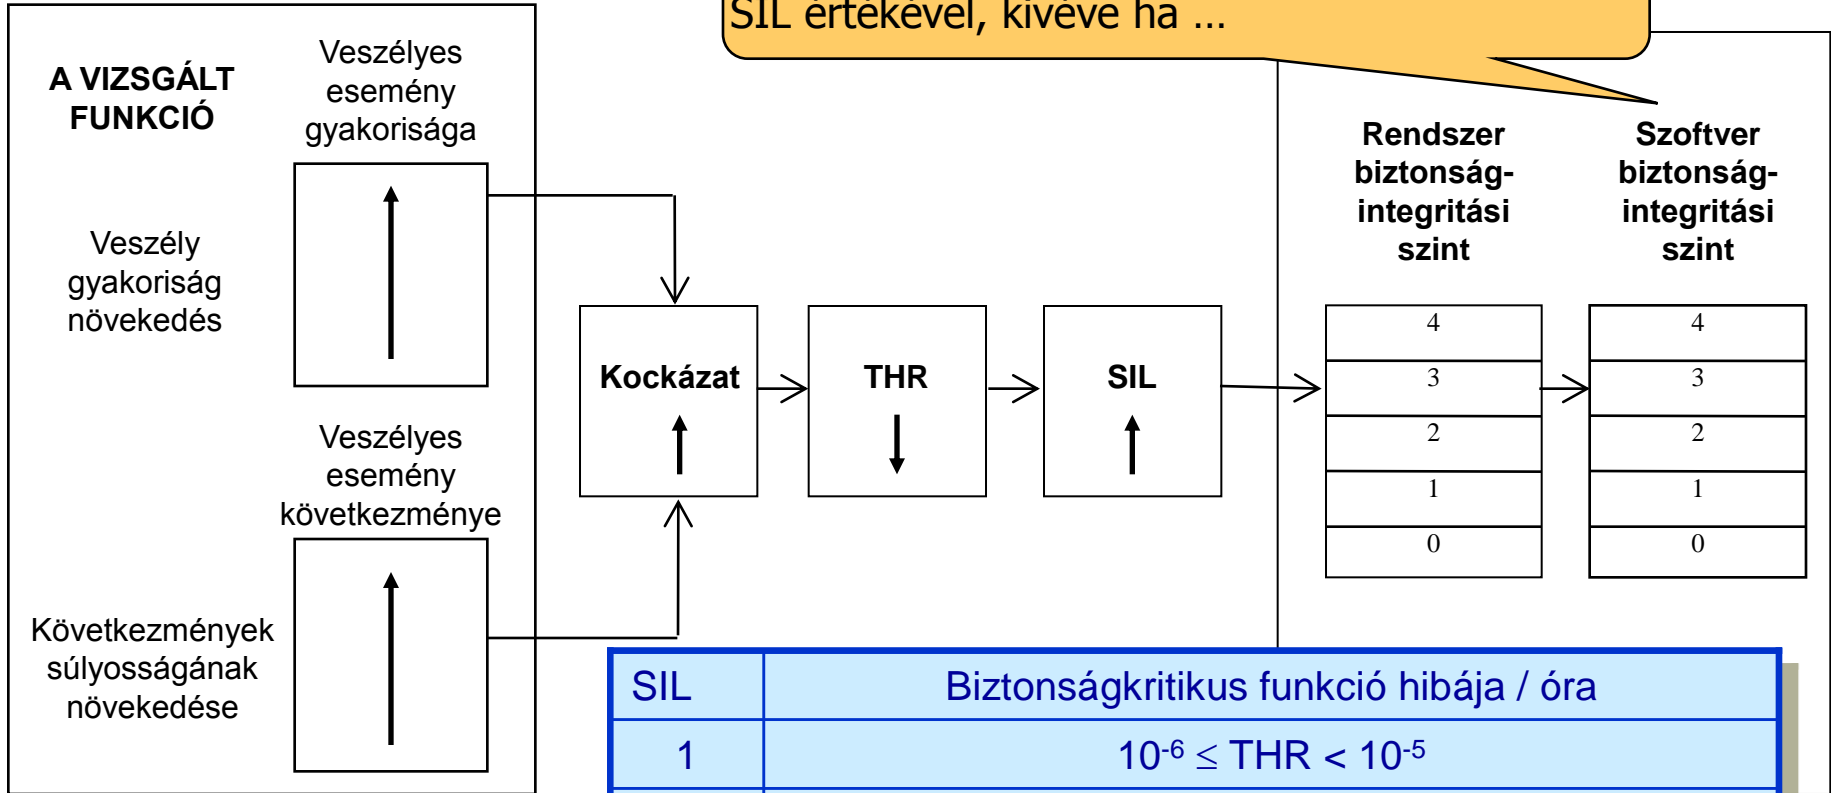 SIL értékével, kivéve ha …
A VIZSGÁLT
FUNKCIÓ
Veszélyes
esemény
gyakorisága
Veszély
gyakoriság
növekedés
Veszélyes
esemény
következménye
Következmények
súlyosságának
növekedése
Kockázat
THR
SIL
Rendszer
biztonság-
integritási
szint
4
3
2
1
0
Szoftver
biztonság-
integritási
szint
4
3
2
1
0
SIL Biztonságkritikus funkció hibája / óra
1 10⁻⁶ ≤ THR < 10⁻⁵